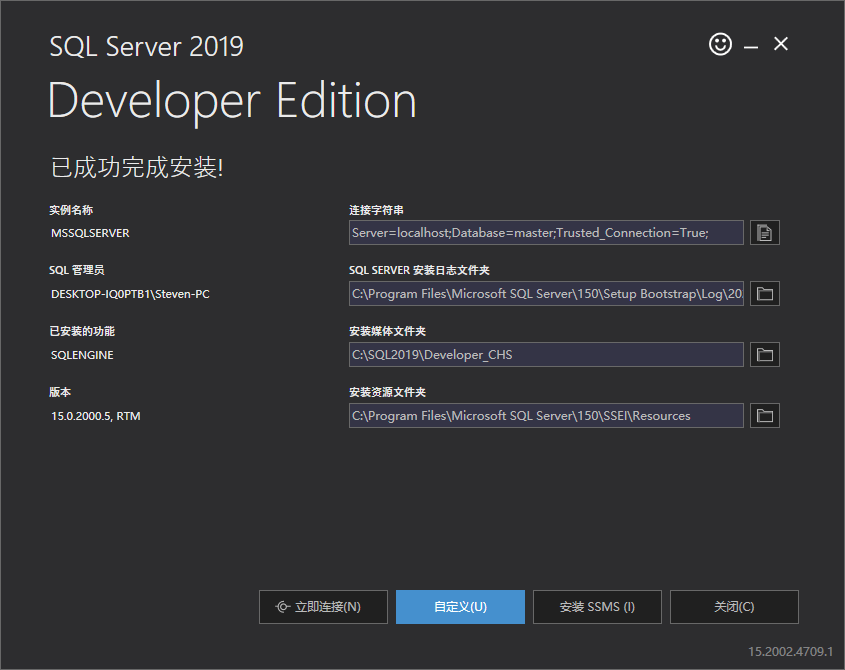 SQL Server 2019
Developer Edition
已成功完成安装!
实例名称
MSSQLSERVER
连接字符串
Server=localhost;Database=master;Trusted_Connection=True;
SQL 管理员
DESKTOP-IQ0PTB1\Steven-PC
SQL SERVER 安装日志文件夹
C:\Program Files\Microsoft SQL Server\150\Setup Bootstrap\Log\20
已安装的功能
SQLENGINE
安装媒体文件夹
C:\SQL2019\Developer_CHS
版本
15.0.2000.5, RTM
安装资源文件夹
C:\Program Files\Microsoft SQL Server\150\SSEI\Resources
立即连接(N)
自定义(U)
安装 SSMS (I)
关闭(C)
15.2002.4709.1